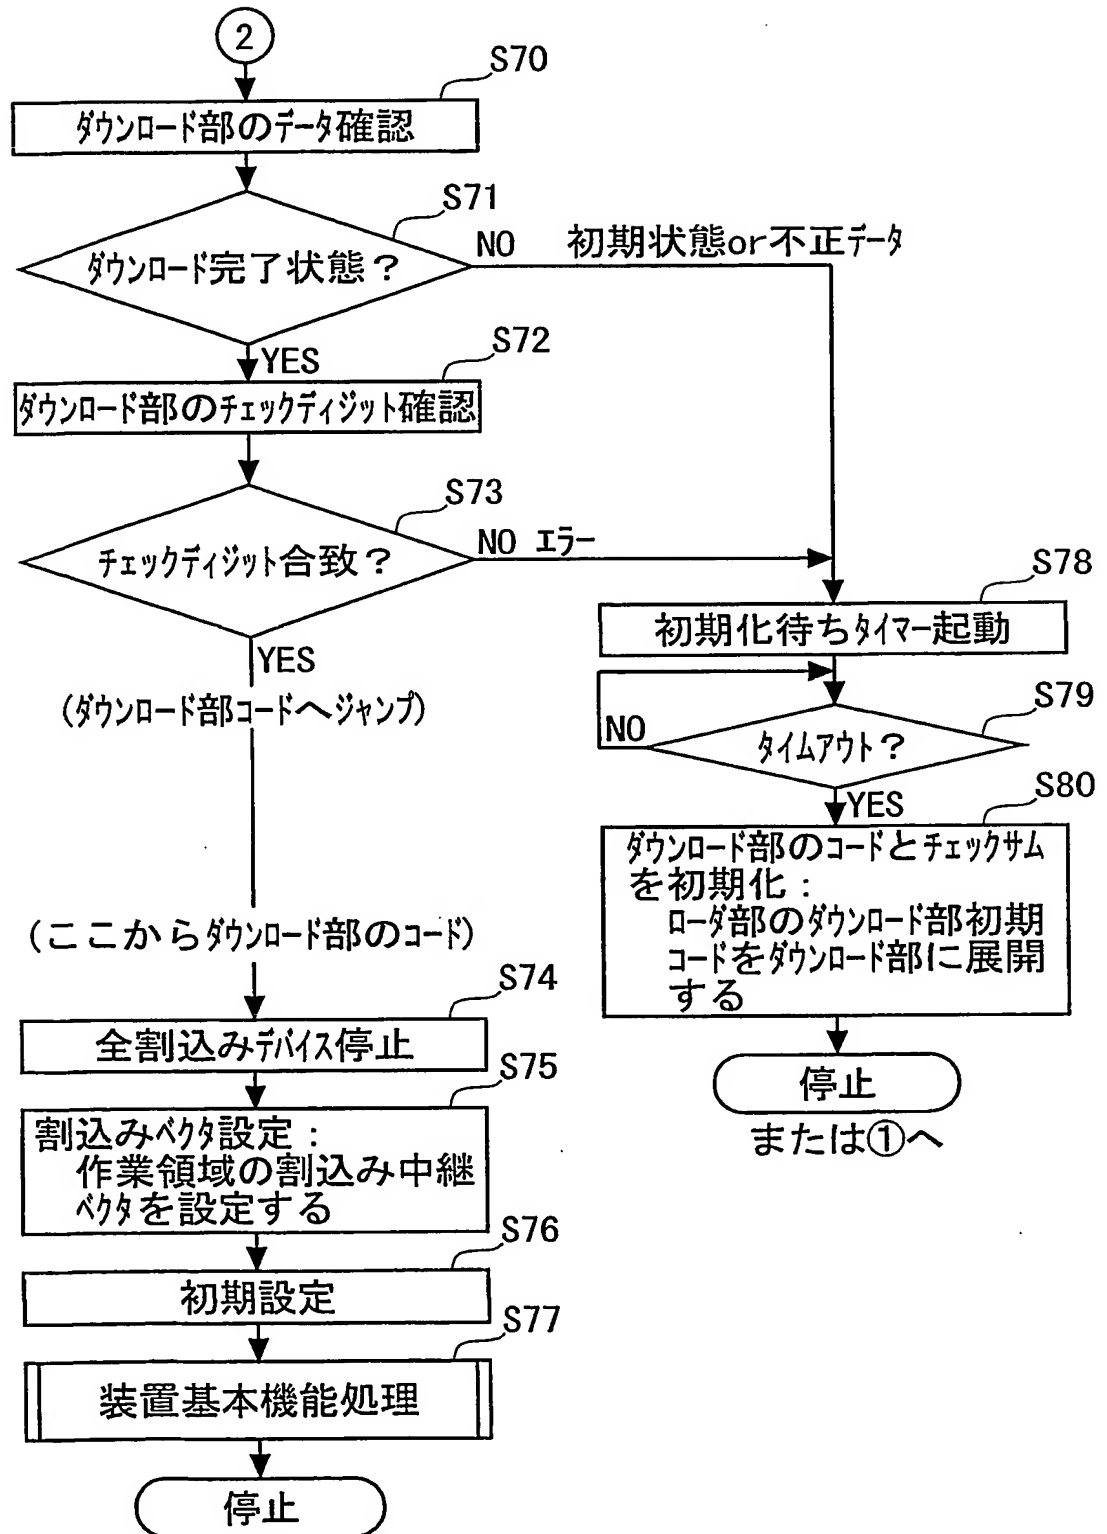 2
S70
ダウンロード部のデータ確認
S71
ダウンロード完了状態?
NO 初期状態or不正データ
YES
S72
ダウンロード部のチェックディジット確認
S73
チェックディジット合致?
NO エラー
YES
(ダウンロード部コードへジャンプ)
(ここからダウンロード部のコード)
S74
全割込みデバイス停止
S75
割込みベクタ設定:
作業領域の割込み中継
ベクタを設定する
S76
初期設定
S77
装置基本機能処理
停止
S78
初期化待ちタイマー起動
S79
タイムアウト?
NO
YES
S80
ダウンロード部のコードとチェックサム
を初期化:
ローダ部のダウンロード部初期
コードをダウンロード部に展開
する
停止
または①へ